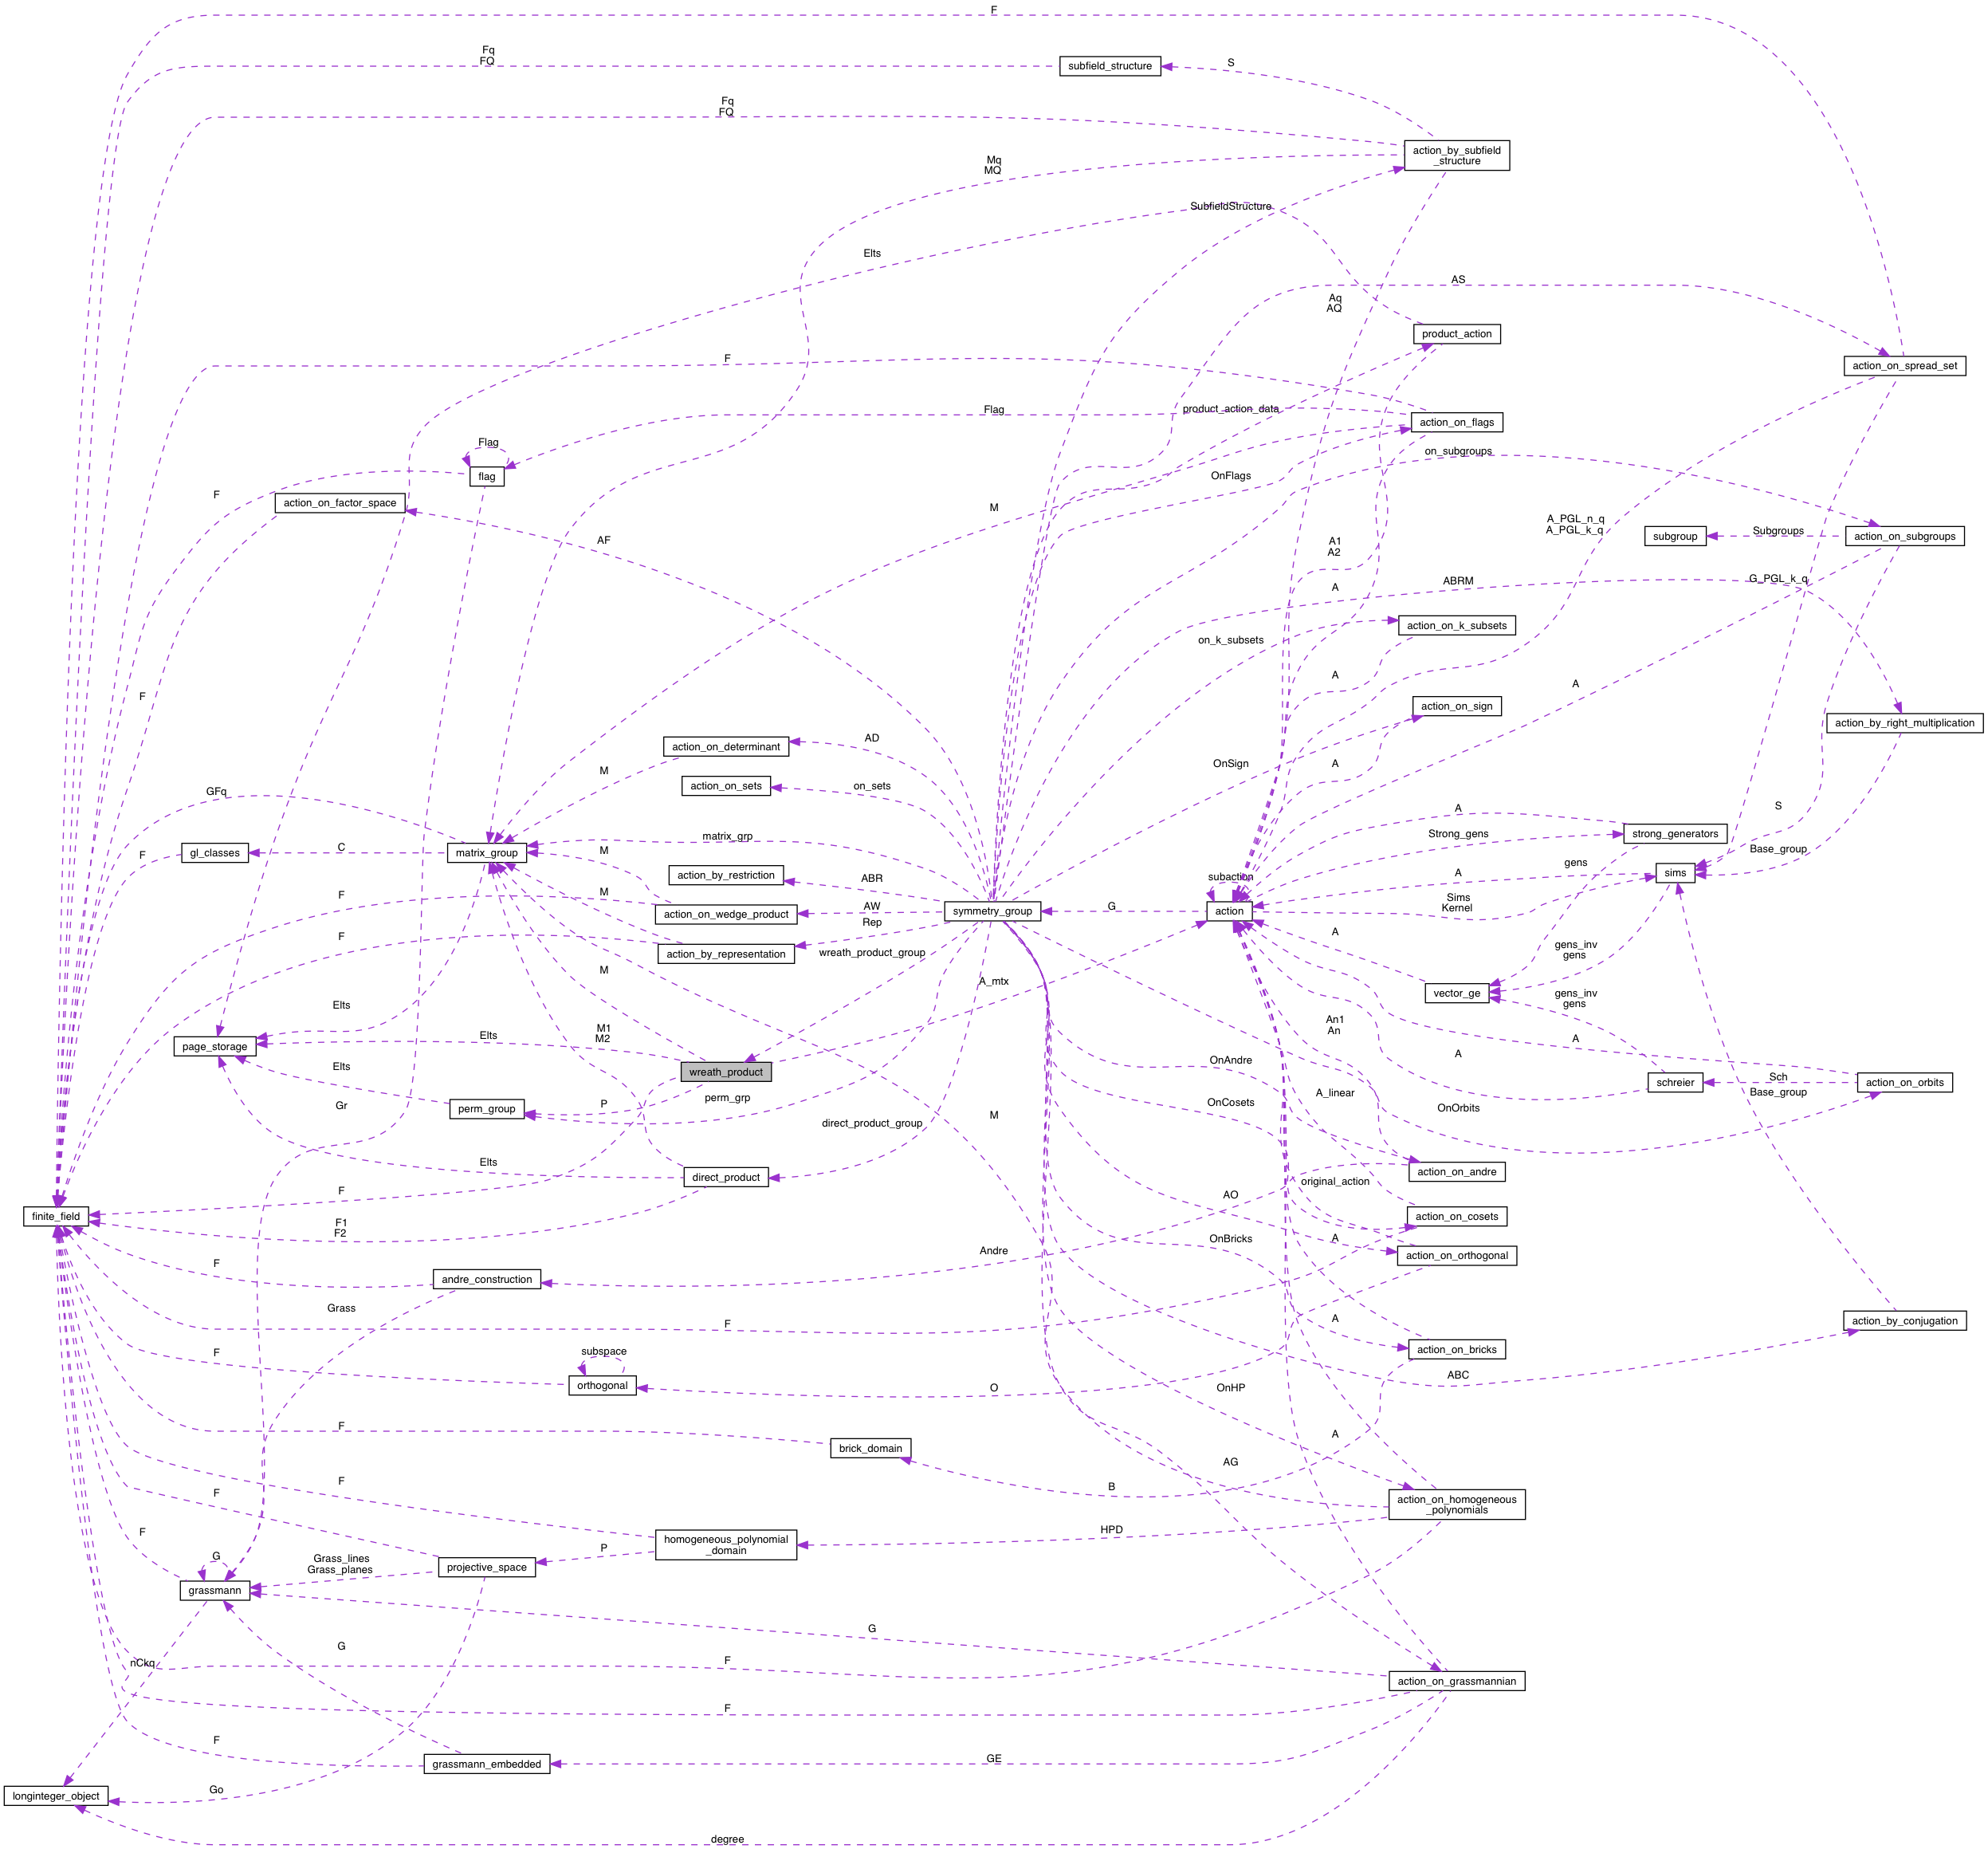 F
Fq
FQ
subfield_structure
S
Fq
FQ
action_by_subfield
_structure
Mq
MQ
SubfieldStructure
Elts
AS
Aq
AQ
product_action
F
action_on_spread_set
Flag
product_action_data
action_on_flags
Flag
on_subgroups
flag
OnFlags
F
action_on_factor_space
M
A_PGL_n_q
A_PGL_k_q
subgroup
Subgroups
action_on_subgroups
AF
A1
A2
ABRM
G_PGL_k_q
A
action_on_k_subsets
on_k_subsets
A
A
F
action_on_sign
action_by_right_multiplication
AD
action_on_determinant
OnSign
A
M
action_on_sets
on_sets
GFq
S
A
matrix_grp
Strong_gens
strong_generators
F
gl_classes
C
matrix_group
M
Base_group
gens
action_by_restriction
ABR
subaction
A
sims
F
M
Sims
Kernel
action_on_wedge_product
AW
symmetry_group
G
action
Rep
F
A
action_by_representation
wreath_product_group
gens_inv
gens
M
A_mtx
vector_ge
gens_inv
gens
Elts
M1
M2
An1
An
Elts
A
page_storage
OnAndre
A
wreath_product
Elts
schreier
Sch
action_on_orbits
A_linear
Base_group
perm_grp
OnCosets
Gr
perm_group
P
OnOrbits
M
direct_product_group
Elts
action_on_andre
direct_product
original_action
F
AO
finite_field
action_on_cosets
F1
F2
OnBricks
A
Andre
action_on_orthogonal
F
andre_construction
Grass
A
F
action_by_conjugation
subspace
F
action_on_bricks
ABC
orthogonal
O
OnHP
F
A
brick_domain
AG
B
F
F
action_on_homogeneous
_polynomials
HPD
F
homogeneous_polynomial
_domain
P
G
Grass_lines
Grass_planes
projective_space
grassmann
G
G
nCkq
F
action_on_grassmannian
F
F
GE
grassmann_embedded
Go
longinteger_object
degree